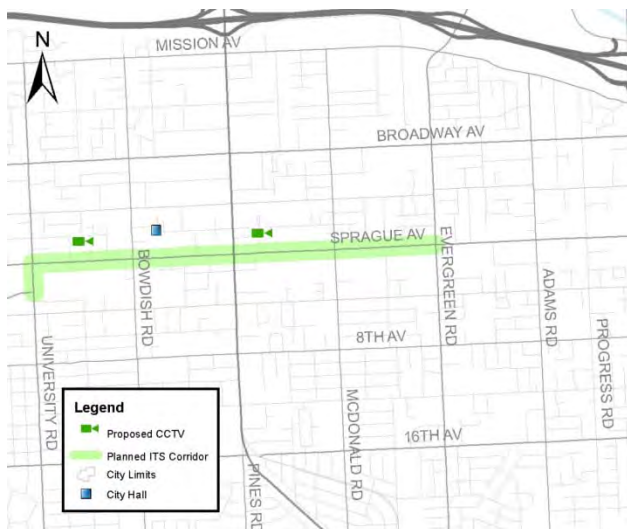 N
MISSION AV
BROADWAY AV
SPRAGUE AV
EVERGREEN RD
BOWDISH RD
ADAMS RD
PROGRESS RD
8TH AV
UNIVERSITY RD
MCDONALD RD
16TH AV
PINES RD
Legend
Proposed CCTV
Planned ITS Corridor
City Limits
City Hall